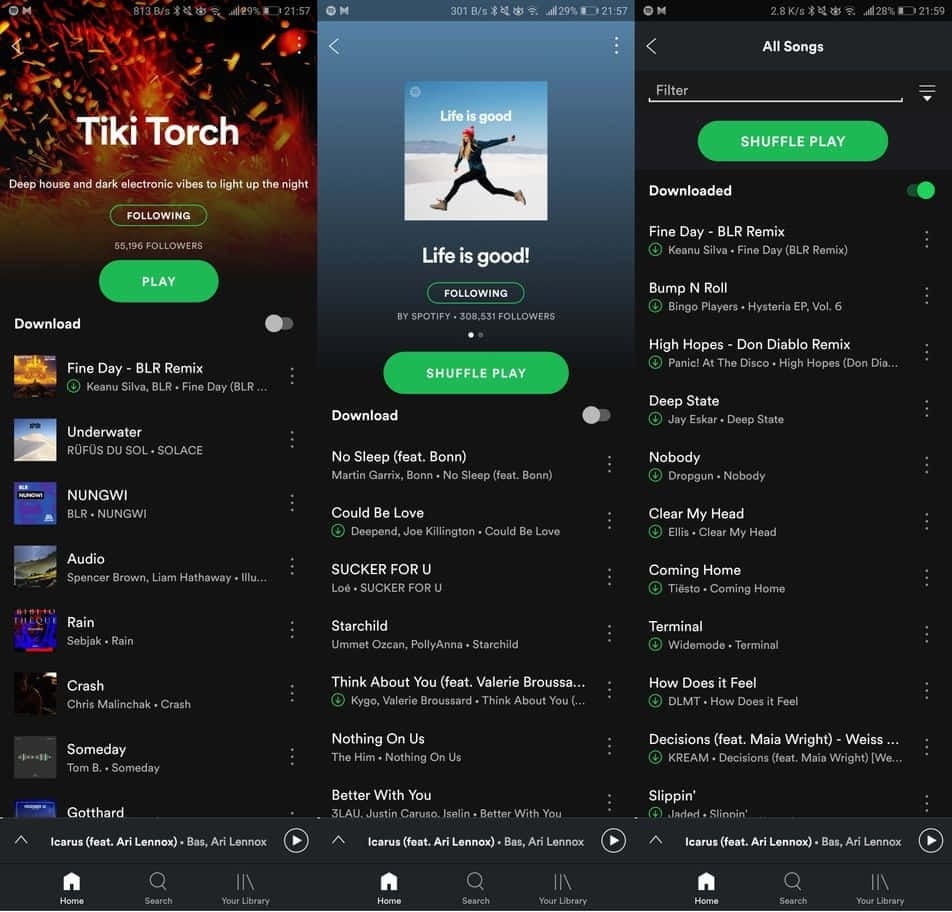 813 B/s 29% 21:57
Tiki Torch
Deep house and dark electronic vibes to light up the night
FOLLOWING
55,196 FOLLOWERS
PLAY
Download
Fine Day - BLR Remix
Keanu Silva, BLR • Fine Day (BLR ...
Underwater
RÜFÜS DU SOL • SOLACE
BLR
NUNGWI
NUNGWI
BLR • NUNGWI
Audio
Spencer Brown, Liam Hathaway • Illu...
Rain
Sebjak • Rain
Crash
Chris Malinchak • Crash
Someday
Tom B. • Someday
Gotthard
Icarus (feat. Ari Lennox) • Bas, Ari Lennox
Home
Search
Your Library
301 B/s 29% 21:57
Life is good
Life is good!
FOLLOWING
BY SPOTIFY • 308,531 FOLLOWERS
SHUFFLE PLAY
Download
No Sleep (feat. Bonn)
Martin Garrix, Bonn • No Sleep (feat. Bonn)
Could Be Love
Deepend, Joe Killington • Could Be Love
SUCKER FOR U
Loé • SUCKER FOR U
Starchild
Ummet Ozcan, PollyAnna • Starchild
Think About You (feat. Valerie Broussa...
Kygo, Valerie Broussard • Think About You (...
Nothing On Us
The Him • Nothing On Us
Better With You
3LAU, Justin Caruso, Iselin • Better With You
Icarus (feat. Ari Lennox) • Bas, Ari Lennox
Home
Search
Your Library
2.8 K/s 28% 21:59
All Songs
Filter
SHUFFLE PLAY
Downloaded
Fine Day - BLR Remix
Keanu Silva • Fine Day (BLR Remix)
Bump N Roll
Bingo Players • Hysteria EP, Vol. 6
High Hopes - Don Diablo Remix
Panic! At The Disco • High Hopes (Don Dia...
Deep State
Jay Eskar • Deep State
Nobody
Dropgun • Nobody
Clear My Head
Ellis • Clear My Head
Coming Home
Tiësto • Coming Home
Terminal
Widemode • Terminal
How Does it Feel
DLMT • How Does it Feel
Decisions (feat. Maia Wright) - Weiss ...
KREAM • Decisions (feat. Maia Wright) [We...
Slippin'
Jaded • Slippin'
Icarus (feat. Ari Lennox) • Bas, Ari Lennox
Home
Search
Your Library